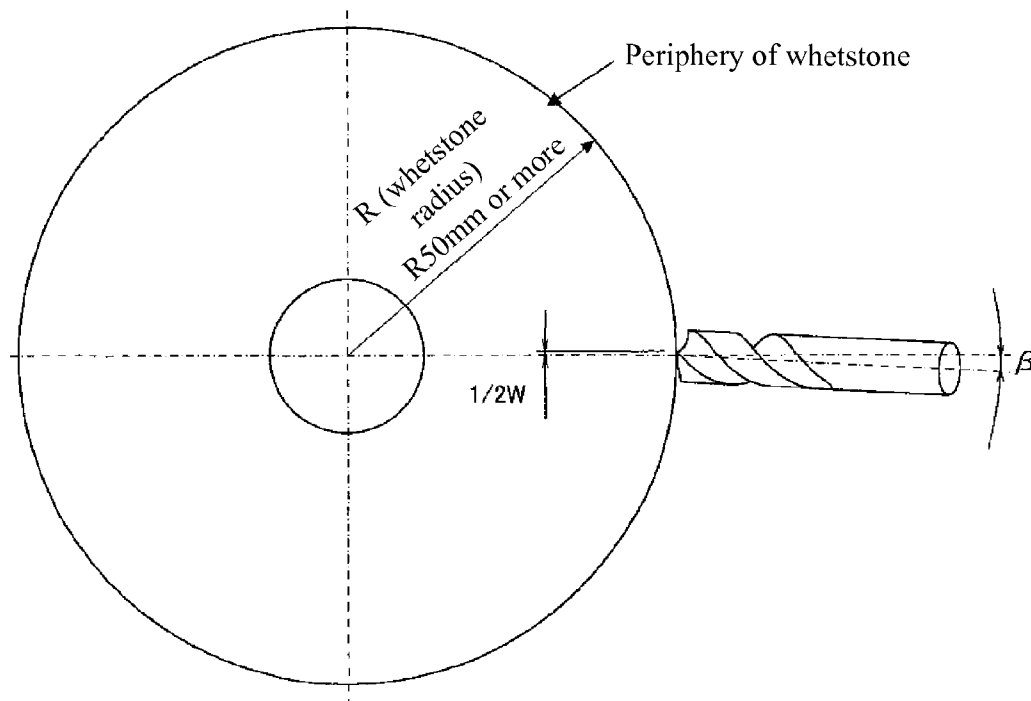 Periphery of whetstone
R (whetstone
radius)
R50mm or more
1/2W
β